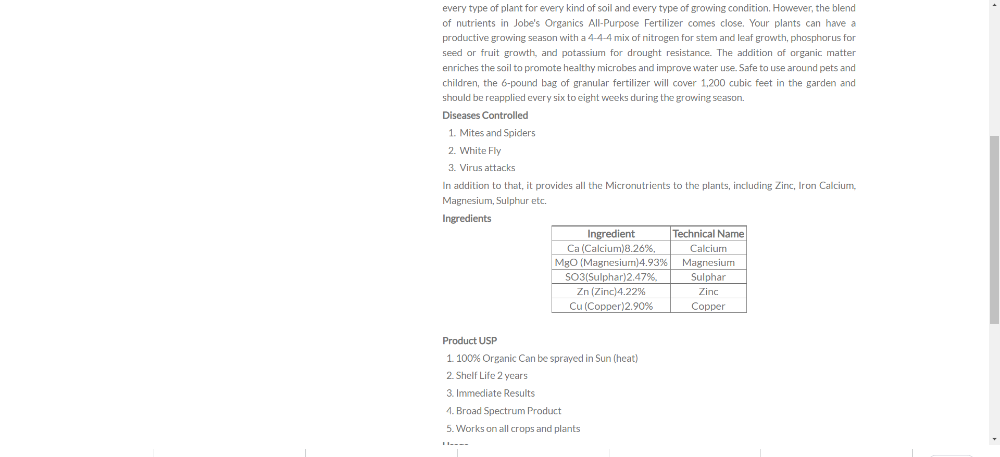 every type of plant for every kind of soil and every type of growing condition. However, the blend
of nutrients in Jobe's Organics All-Purpose Fertilizer comes close. Your plants can have a
productive growing season with a 4-4-4 mix of nitrogen for stem and leaf growth, phosphorus for
seed or fruit growth, and potassium for drought resistance. The addition of organic matter
enriches the soil to promote healthy microbes and improve water use. Safe to use around pets and
children, the 6-pound bag of granular fertilizer will cover 1,200 cubic feet in the garden and
should be reapplied every six to eight weeks during the growing season.
Diseases Controlled
1. Mites and Spiders
2. White Fly
3. Virus attacks
In addition to that, it provides all the Micronutrients to the plants, including Zinc, Iron Calcium,
Magnesium, Sulphur etc.
Ingredients
Ingredient Technical Name
Ca (Calcium)8.26%, Calcium
MgO (Magnesium)4.93% Magnesium
SO3(Sulphar)2.47%, Sulphar
Zn (Zinc)4.22% Zinc
Cu (Copper)2.90% Copper
Product USP
1. 100% Organic Can be sprayed in Sun (heat)
2. Shelf Life 2 years
3. Immediate Results
4. Broad Spectrum Product
5. Works on all crops and plants